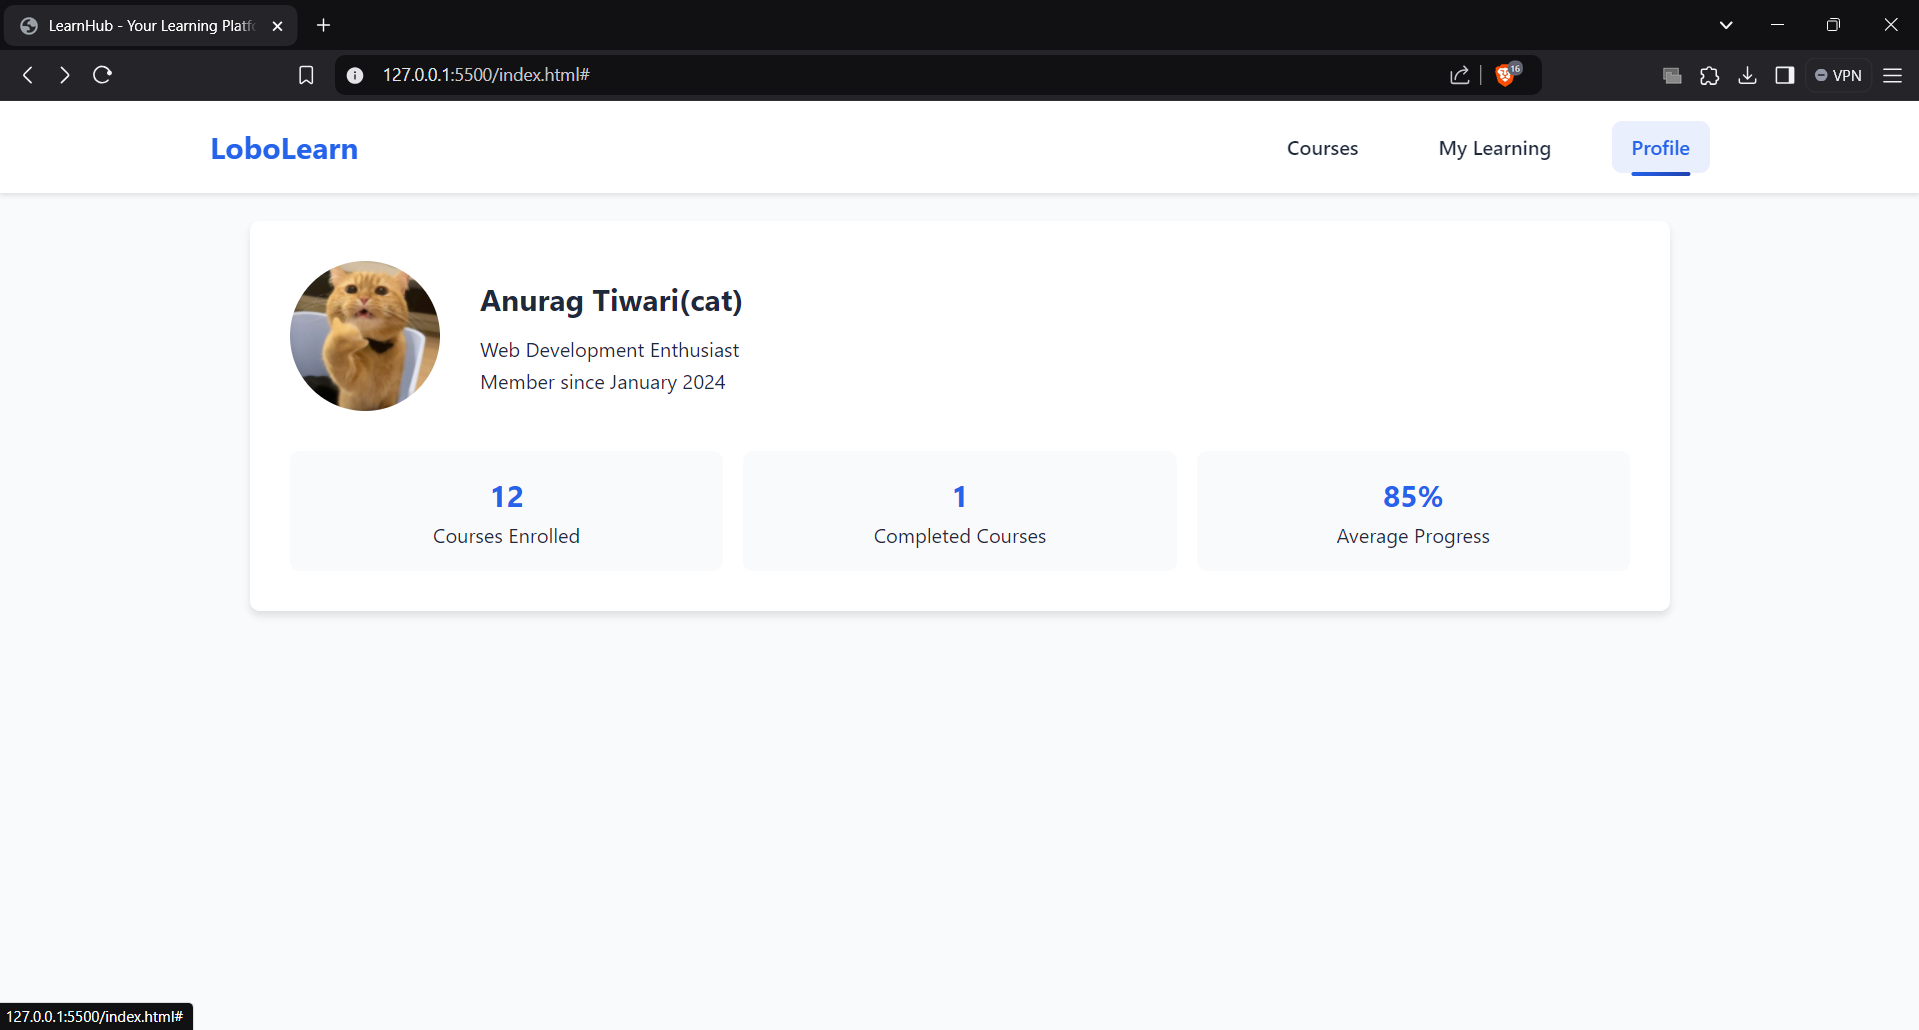 LearnHub - Your Learning Platf
127.0.0.1:5500/index.html#
16
VPN
LoboLearn
Courses
My Learning
Profile
Anurag Tiwari(cat)
Web Development Enthusiast
Member since January 2024
12
Courses Enrolled
1
Completed Courses
85%
Average Progress
127.0.0.1:5500/index.html#